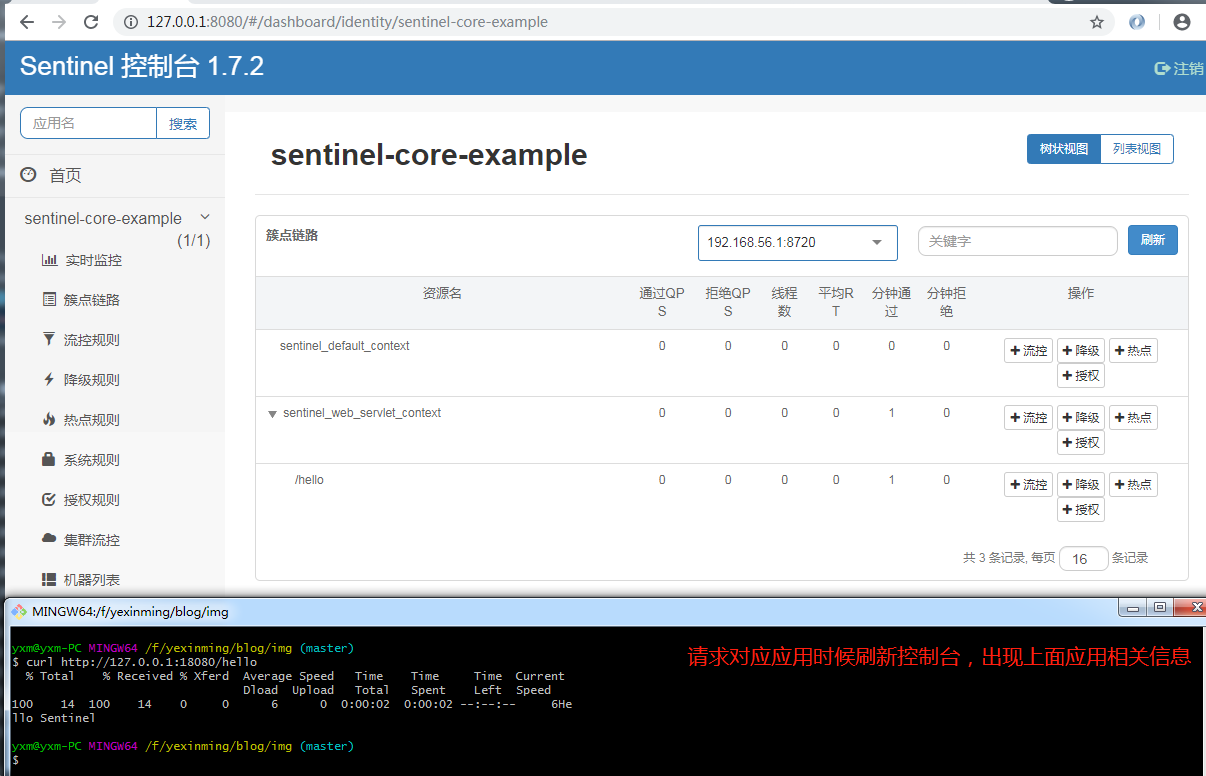 127.0.0.1:8080/#/dashboard/identity/sentinel-core-example
Sentinel 控制台 1.7.2
注销
应用名 搜索
首页
sentinel-core-example
(1/1)
实时监控
簇点链路
流控规则
降级规则
热点规则
系统规则
授权规则
集群流控
机器列表
sentinel-core-example
树状视图 列表视图
簇点链路 192.168.56.1:8720 关键字 刷新
资源名 通过QPS 拒绝QPS 线程数 平均RT 分钟通过 分钟拒绝 操作
sentinel_default_context 0 0 0 0 0 0 流控 降级 热点
授权
sentinel_web_servlet_context 0 0 0 0 1 0 流控 降级 热点
授权
/hello 0 0 0 0 1 0 流控 降级 热点
授权
共 3 条记录, 每页 16 条记录
MINGW64:/f/yexinming/blog/img
yxm@yxm-PC MINGW64 /f/yexinming/blog/img (master)
$ curl http://127.0.0.1:18080/hello
% Total % Received % Xferd Average Speed Time Time Time Current
Dload Upload Total Spent Left Speed
100 14 100 14 0 0 6 0 0:00:02 0:00:02 --:--:-- 6He
llo Sentinel
yxm@yxm-PC MINGW64 /f/yexinming/blog/img (master)
$
请求对应应用时候刷新控制台，出现上面应用相关信息